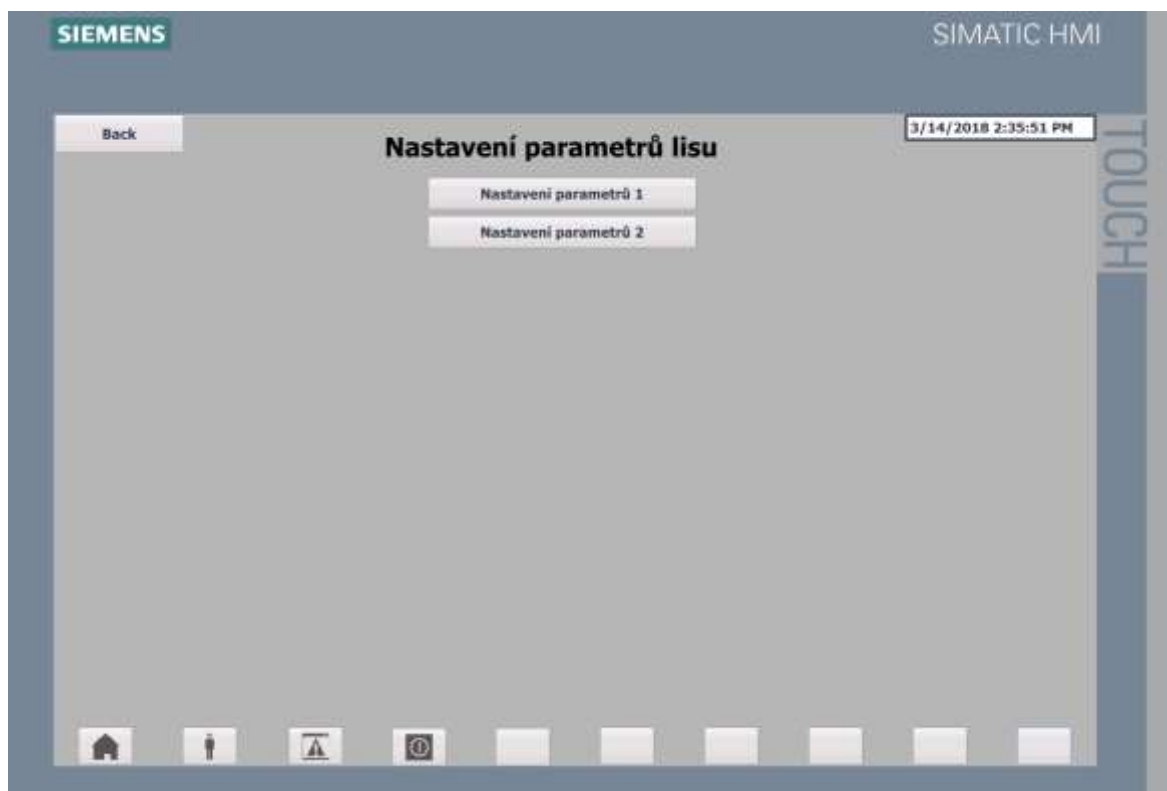 SIEMENS
SIMATIC HMI
TOUCH
Back
3/14/2018 2:35:51 PM
Nastavení parametrů lisu
Nastavení parametrů 1
Nastavení parametrů 2